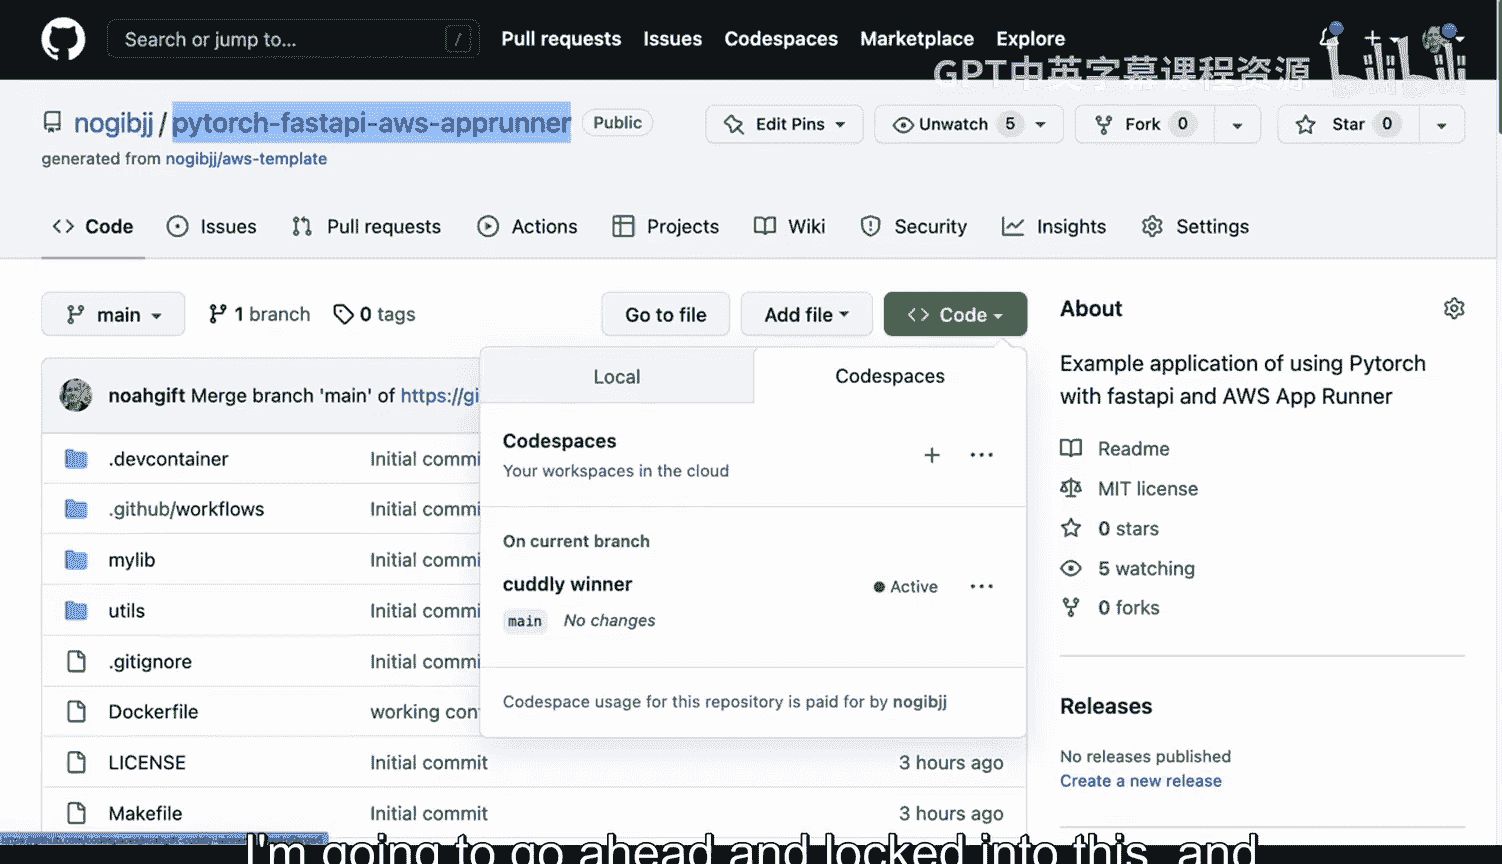 Search or jump to... /
Pull requests Issues Codespaces Marketplace Explore
GPT中英字幕课程资源 bilibili
nogibjj / pytorch-fastapi-aws-apprunner Public
Edit Pins Unwatch 5 Fork 0 Star 0
generated from nogibjj/aws-template
Code Issues Pull requests Actions Projects Wiki Security Insights Settings
main 1 branch 0 tags Go to file Add file Code
About
Example application of using Pytorch
with fastapi and AWS App Runner
Readme
MIT license
0 stars
5 watching
0 forks
Releases
No releases published
Create a new release
Local Codespaces
Codespaces
Your workspaces in the cloud
On current branch
cuddly winner Active
main No changes
Codespace usage for this repository is paid for by nogibjj
noahgift Merge branch 'main' of https://gi
.devcontainer Initial commi
.github/workflows Initial commi
mylib Initial commi
utils Initial commi
.gitignore Initial commi
Dockerfile working con
LICENSE Initial commit 3 hours ago
Makefile Initial commit 3 hours ago
I'm going to go ahead and locked into this, and